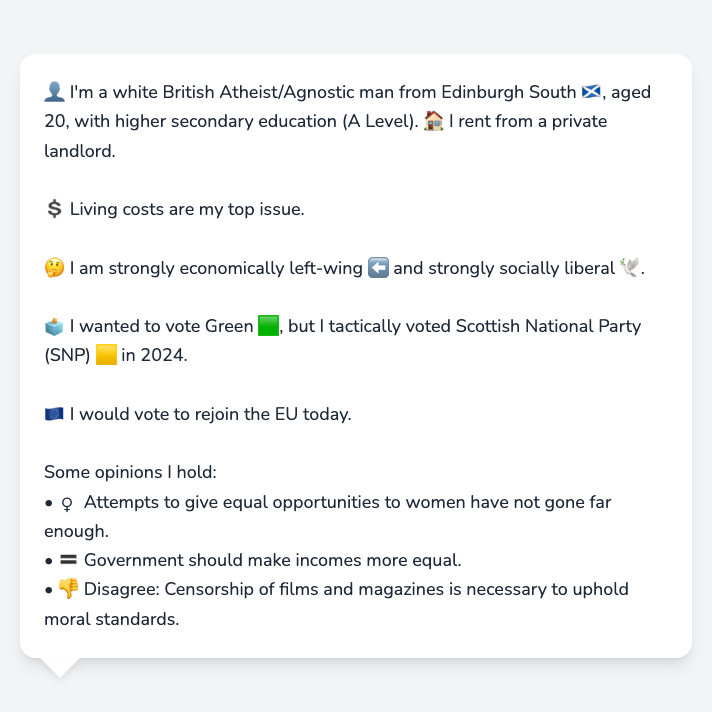 👤 I'm a white British Atheist/Agnostic man from Edinburgh South 🏴󠁧󠁢󠁳󠁣󠁴󠁿, aged
20, with higher secondary education (A Level). 🏠 I rent from a private
landlord.
💲 Living costs are my top issue.
🤔 I am strongly economically left-wing ⬅️ and strongly socially liberal 🕊️.
🗳️ I wanted to vote Green 🟩, but I tactically voted Scottish National Party
(SNP) 🟨 in 2024.
🇪🇺 I would vote to rejoin the EU today.
Some opinions I hold:
• ♀️ Attempts to give equal opportunities to women have not gone far
enough.
• 🟰 Government should make incomes more equal.
• 👎 Disagree: Censorship of films and magazines is necessary to uphold
moral standards.